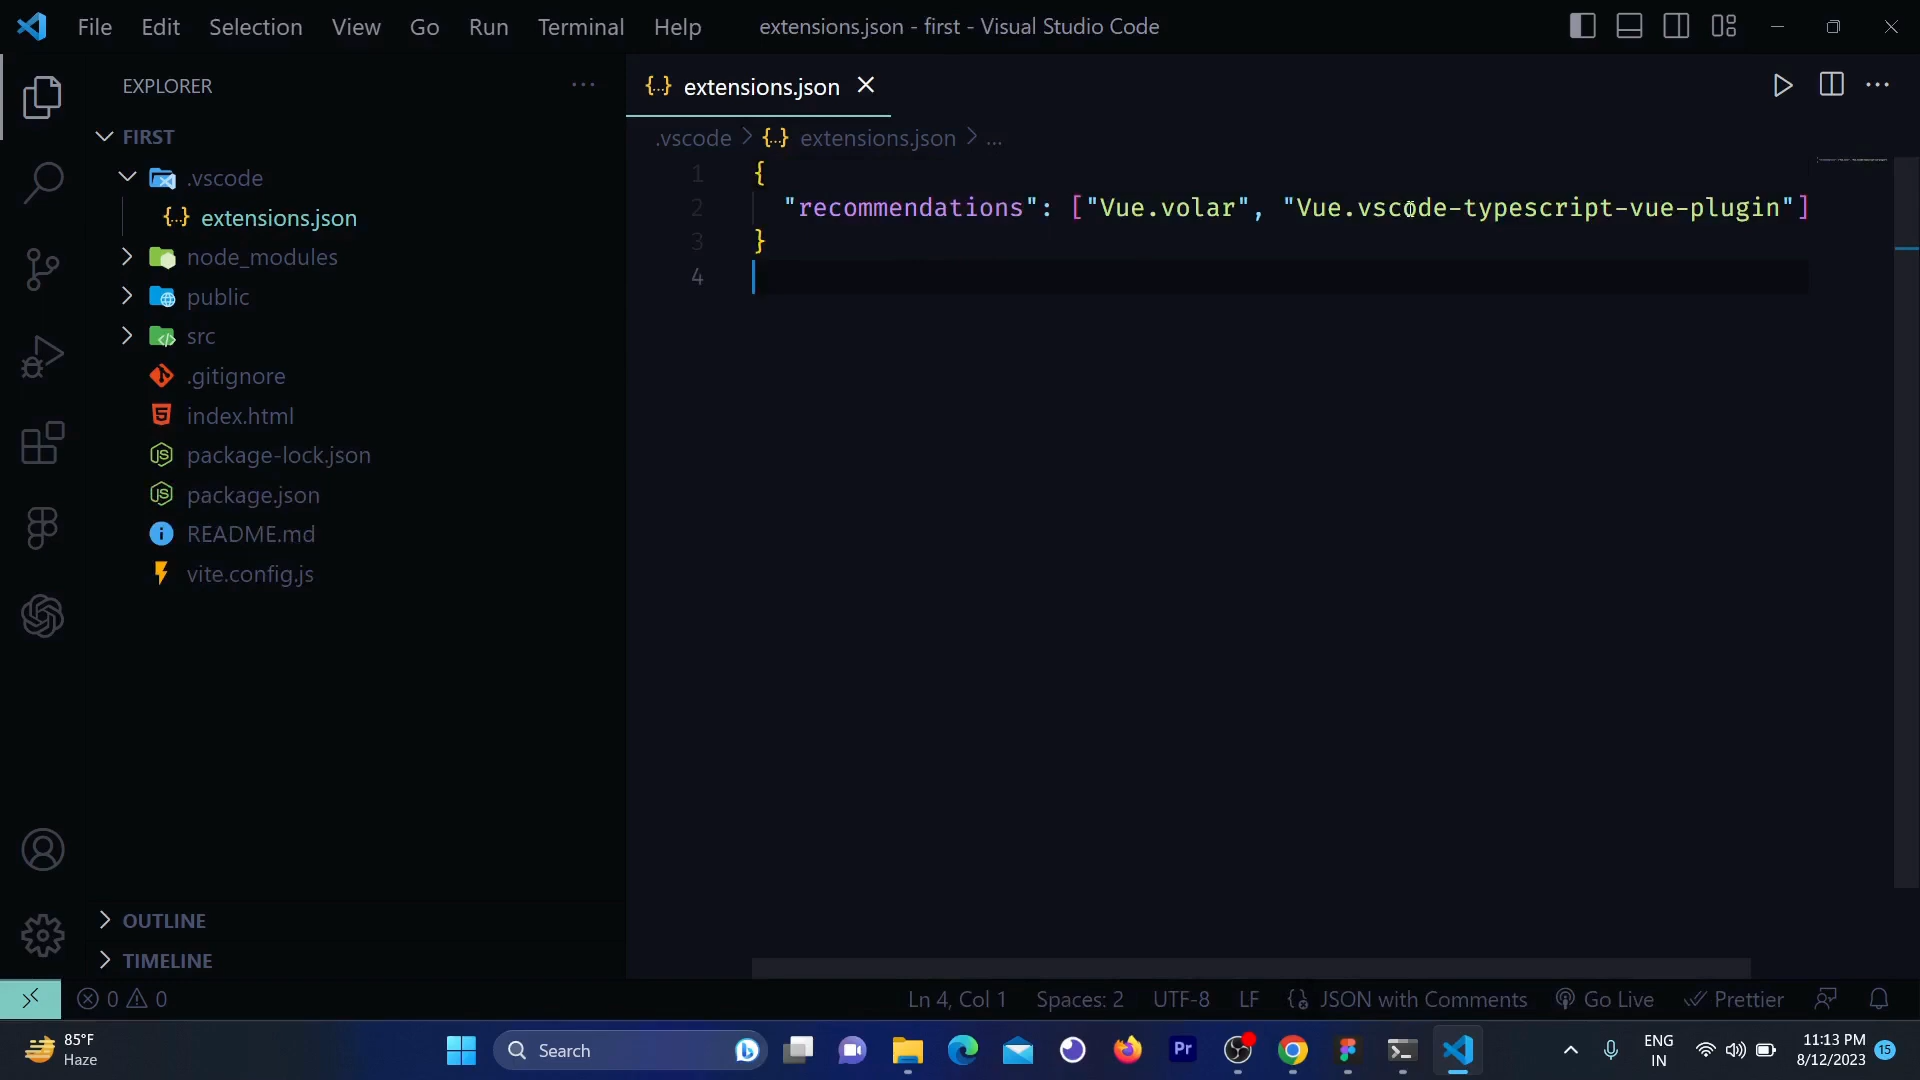 File Edit Selection View Go Run Terminal Help extensions.json - first - Visual Studio Code
EXPLORER ...
extensions.json
FIRST
.vscode > {..} extensions.json > ...
.vscode
extensions.json
node_modules
public
src
.gitignore
index.html
package-lock.json
package.json
README.md
vite.config.js
OUTLINE
TIMELINE
1 {
2 "recommendations": ["Vue.volar", "Vue.vscode-typescript-vue-plugin"]
3 }
4
0 0 Ln 4, Col 1 Spaces: 2 UTF-8 LF JSON with Comments Go Live Prettier
85°F
Haze
Search
Pr
ENG
IN
11:13 PM
8/12/2023
15